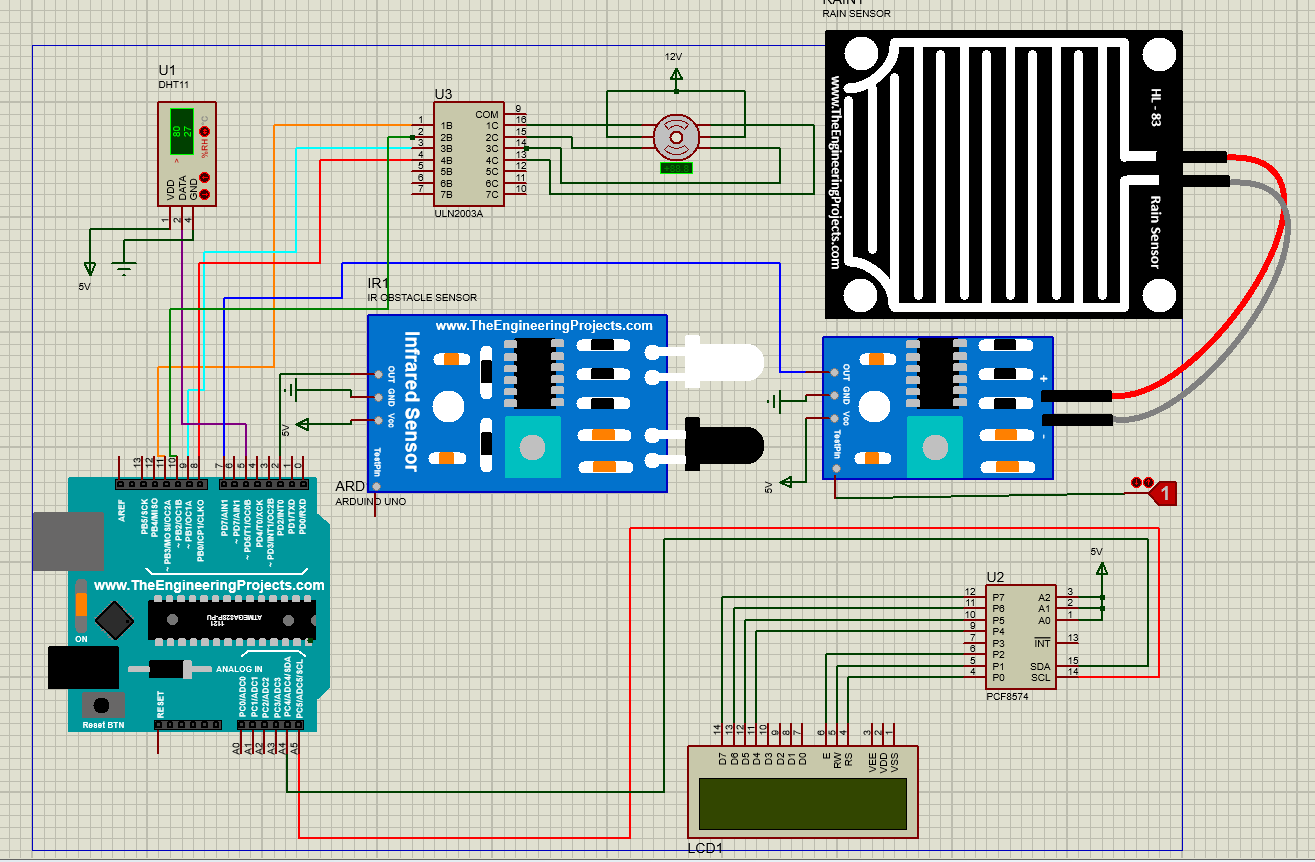 RAIN1
RAIN SENSOR
U1
DHT11
80
27
>
%RH
°C
VDD
DATA
GND
1
2
4
5V
U3
1
2
3
4
5
6
7
1B
2B
3B
4B
5B
6B
7B
COM
1C
2C
3C
4C
5C
6C
7C
9
16
15
14
13
12
11
10
ULN2003A
12V
www.TheEngineeringProjects.com
HL - 83
Rain Sensor
IR1
IR OBSTACLE SENSOR
www.TheEngineeringProjects.com
Infrared Sensor
OUT
GND
Vcc
TestPin
5V
OUT
GND
Vcc
TestPin
+
-
5V
1
ARD
ARDUINO UNO
13
12
11
10
9
8
7
6
5
4
3
2
1
0
AREF
PB5/SCK
PB4/MISO
~ PB3/MOSI/OC2A
~ PB2/OC1B
~ PB1/OC1A
PB0/ICP1/CLKO
PD7/AIN1
~ PD7/AIN1
~ PD5/T1/OC0B
PD4/T0/XCK
~ PD3/INT1/OC2B
PD2/INT0
PD1/TXD
PD0/RXD
www.TheEngineeringProjects.com
ATMEGA328P-PU
1121
ON
ANALOG IN
Reset BTN
RESET
PC0/ADC0
PC1/ADC1
PC2/ADC2
PC3/ADC3
PC4/ADC4/SDA
PC5/ADC5/SCL
A0
A1
A2
A3
A4
A5
5V
U2
12
11
10
9
7
6
5
4
P7
P6
P5
P4
P3
P2
P1
P0
A2
A1
A0
INT
SDA
SCL
3
2
1
13
15
14
PCF8574
14
13
12
11
10
9
8
7
6
5
4
3
2
1
D7
D6
D5
D4
D3
D2
D1
D0
E
RW
RS
VEE
VDD
VSS
LCD1